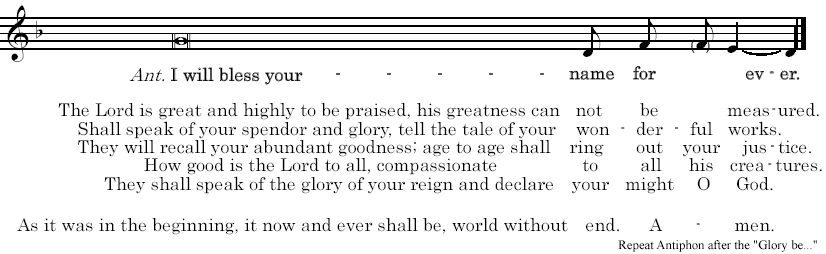 Ant. I will bless your - - - - - name for ev - er.
The Lord is great and highly to be praised, his greatness can not be meas - ured.
Shall speak of your spendor and glory, tell the tale of your won - der - ful works.
They will recall your abundant goodness; age to age shall ring out your jus - tice.
How good is the Lord to all, compassionate to all his crea - tures.
They shall speak of the glory of your reign and declare your might O God.
As it was in the beginning, it now and ever shall be, world without end. A - men.
Repeat Antiphon after the "Glory be..."